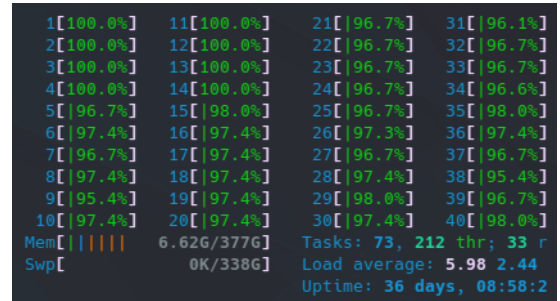 1[100.0%] 11[100.0%] 21[|96.7%] 31[|96.1%]
2[100.0%] 12[100.0%] 22[|96.7%] 32[|96.7%]
3[100.0%] 13[100.0%] 23[|96.7%] 33[|96.7%]
4[100.0%] 14[100.0%] 24[|96.7%] 34[|96.6%]
5[|96.7%] 15[|98.0%] 25[|96.7%] 35[|98.0%]
6[|97.4%] 16[|97.4%] 26[|97.3%] 36[|97.4%]
7[|96.7%] 17[|97.4%] 27[|96.7%] 37[|96.7%]
8[|97.4%] 18[|97.4%] 28[|97.4%] 38[|95.4%]
9[|95.4%] 19[|97.4%] 29[|98.0%] 39[|96.7%]
10[|97.4%] 20[|97.4%] 30[|97.4%] 40[|98.0%]
Mem[|||||| 6.62G/377G] Tasks: 73, 212 thr; 33 r
Swp[ 0K/338G] Load average: 5.98 2.44
Uptime: 36 days, 08:58:2